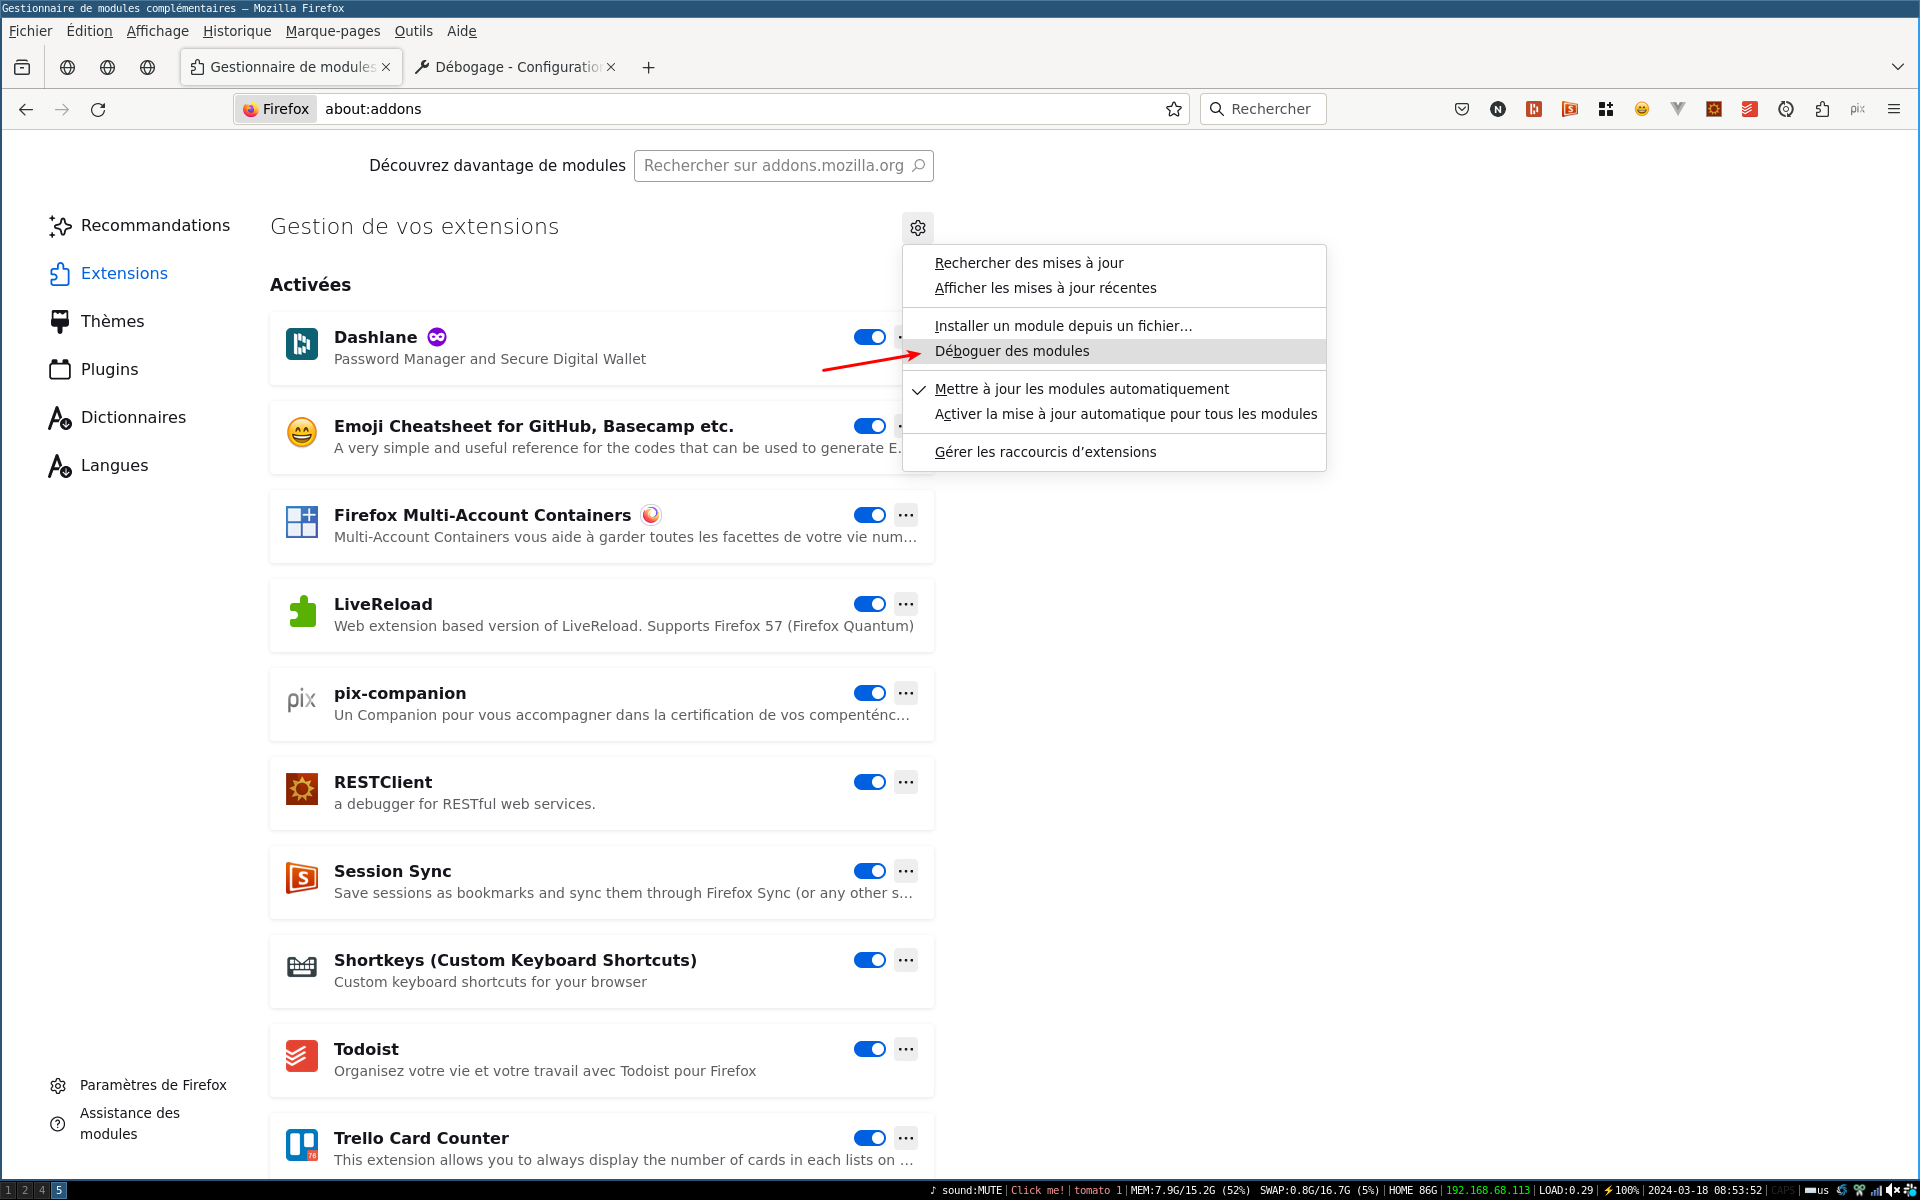 Gestionnaire de modules complémentaires — Mozilla Firefox
Fichier Édition Affichage Historique Marque-pages Outils Aide
Gestionnaire de modules
Débogage - Configuration
Firefox about:addons
Rechercher
pix
Découvrez davantage de modules
Rechercher sur addons.mozilla.org
Recommandations
Extensions
Thèmes
Plugins
Dictionnaires
Langues
Paramètres de Firefox
Assistance des
modules
Gestion de vos extensions
Rechercher des mises à jour
Afficher les mises à jour récentes
Installer un module depuis un fichier…
Déboguer des modules
Mettre à jour les modules automatiquement
Activer la mise à jour automatique pour tous les modules
Gérer les raccourcis d’extensions
Activées
Dashlane
Password Manager and Secure Digital Wallet
Emoji Cheatsheet for GitHub, Basecamp etc.
A very simple and useful reference for the codes that can be used to generate E…
Firefox Multi-Account Containers
Multi-Account Containers vous aide à garder toutes les facettes de votre vie num…
LiveReload
Web extension based version of LiveReload. Supports Firefox 57 (Firefox Quantum)
pix
pix-companion
Un Companion pour vous accompagner dans la certification de vos compenténc…
RESTClient
a debugger for RESTful web services.
Session Sync
Save sessions as bookmarks and sync them through Firefox Sync (or any other s…
Shortkeys (Custom Keyboard Shortcuts)
Custom keyboard shortcuts for your browser
Todoist
Organisez votre vie et votre travail avec Todoist pour Firefox
76
Trello Card Counter
This extension allows you to always display the number of cards in each lists on …
1 2 4 5
♪ sound:MUTE | Click me! | tomato 1 | MEM:7.9G/15.2G (52%) SWAP:0.8G/16.7G (5%) | HOME 86G | 192.168.68.113 | LOAD:0.29 | ⚡100% | 2024-03-18 08:53:52 | CAPS | us